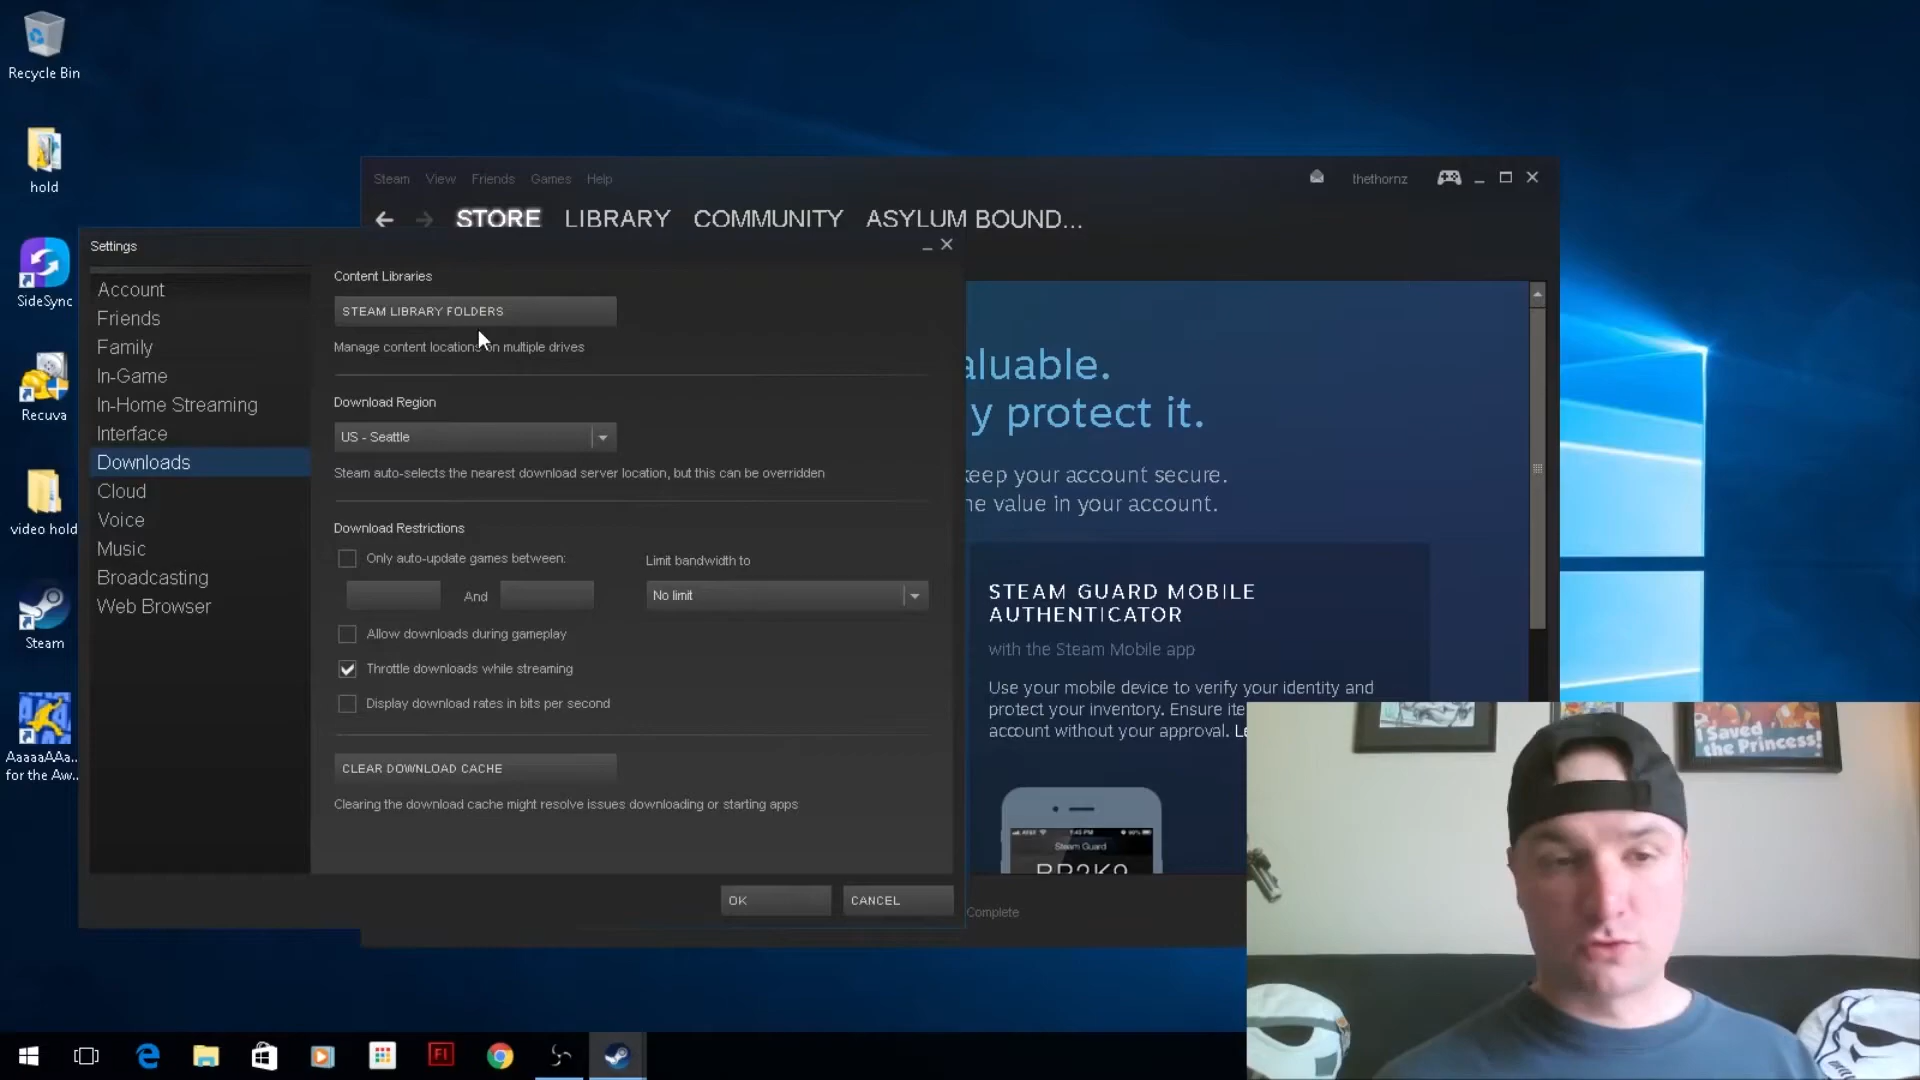 Recycle Bin
hold
SideSync
Recuva
video hold
Steam
AaaaaAAa...
for the Aw...
Steam View Friends Games Help
thethornz
STORE LIBRARY COMMUNITY ASYLUM BOUND...
Settings
Account
Friends
Family
In-Game
In-Home Streaming
Interface
Downloads
Cloud
Voice
Music
Broadcasting
Web Browser
Content Libraries
STEAM LIBRARY FOLDERS
Manage content locations on multiple drives
Download Region
US - Seattle
Steam auto-selects the nearest download server location, but this can be overridden
Download Restrictions
Only auto-update games between:
And
Limit bandwidth to
No limit
Allow downloads during gameplay
Throttle downloads while streaming
Display download rates in bits per second
CLEAR DOWNLOAD CACHE
Clearing the download cache might resolve issues downloading or starting apps
OK CANCEL
aluable.
y protect it.
keep your account secure.
he value in your account.
STEAM GUARD MOBILE
AUTHENTICATOR
with the Steam Mobile app
Use your mobile device to verify your identity and
protect your inventory. Ensure ite
account without your approval. Le
1:45 PM
Steam Guard
BR2K9
Complete
I Saved
the Princess!
Fl